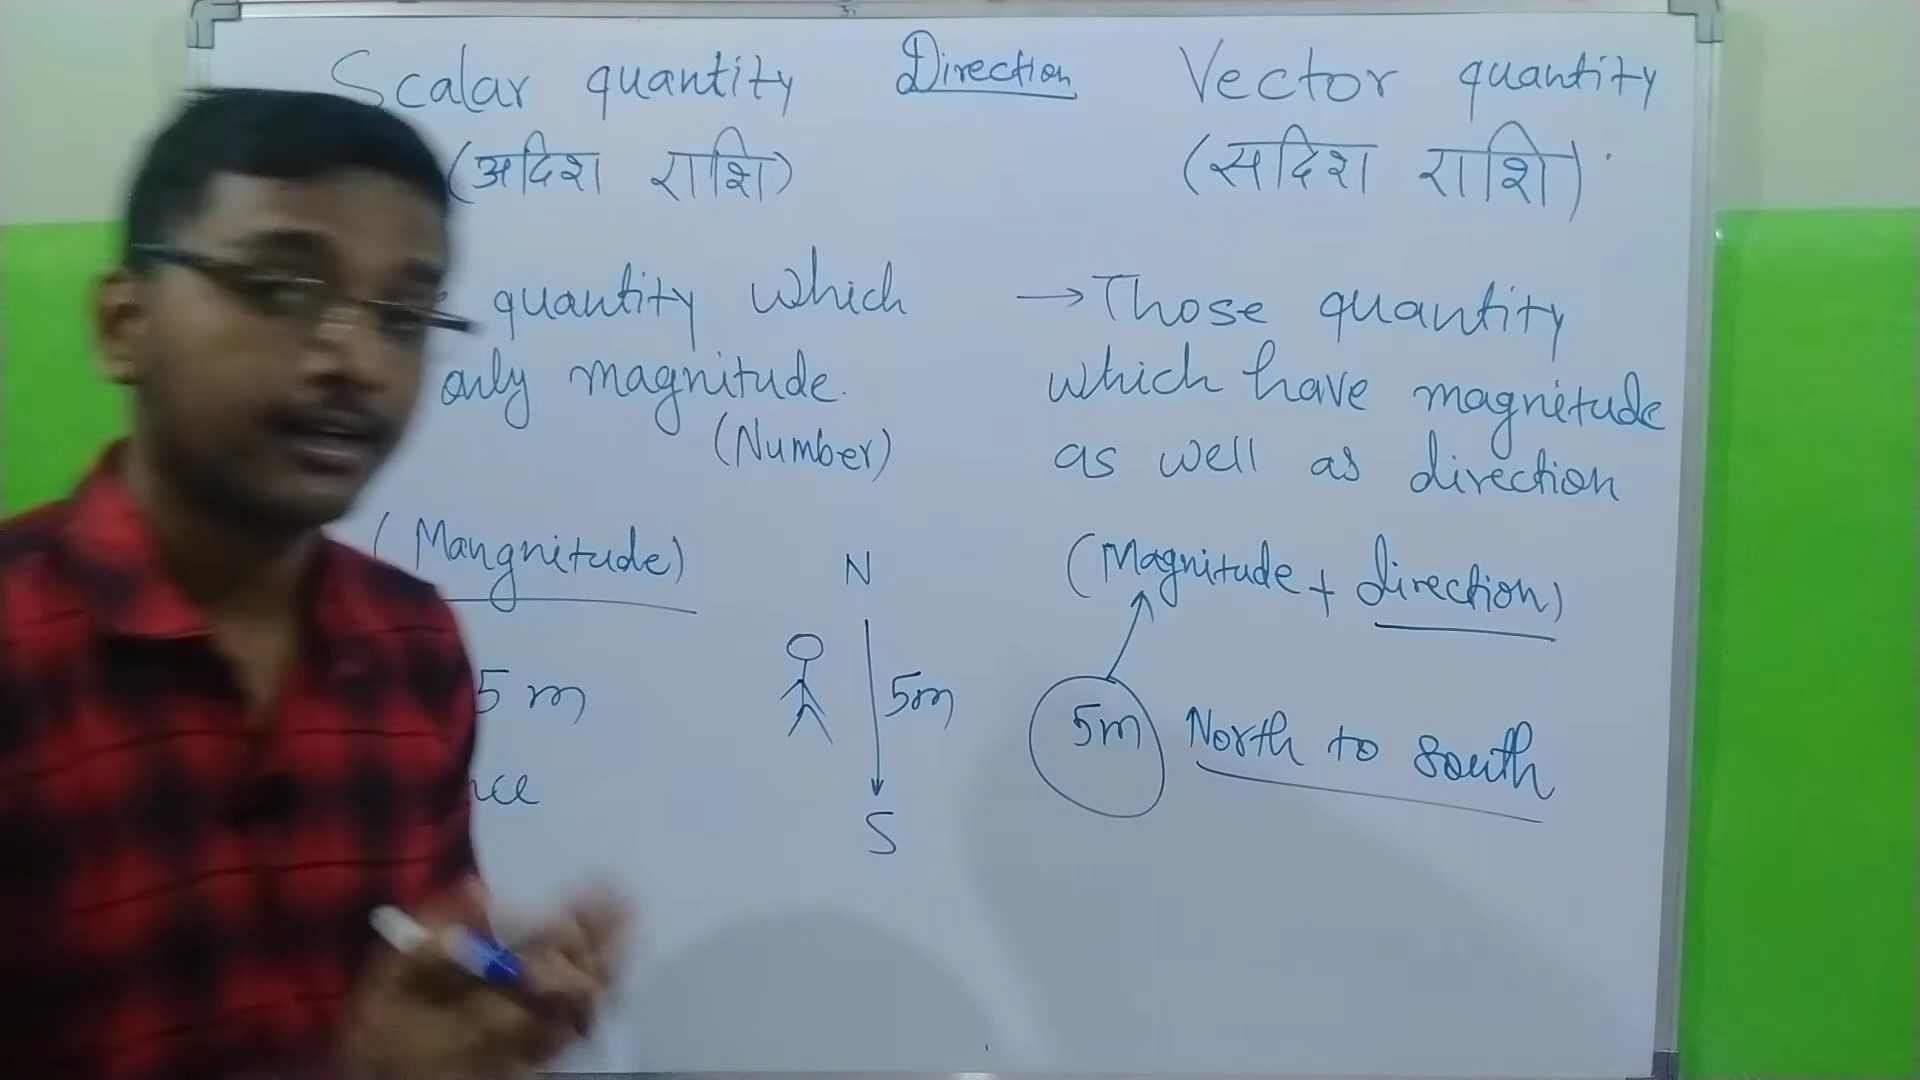 Scalar quantity
(अदिश राशि)
quantity which
only magnitude.
(Number)
(Mangnitude)
5 m
Direction
N
5m
S
Vector quantity
(सदिश राशि)
→ Those quantity
which have magnitude
as well as direction
(Magnitude + direction)
5m North to south